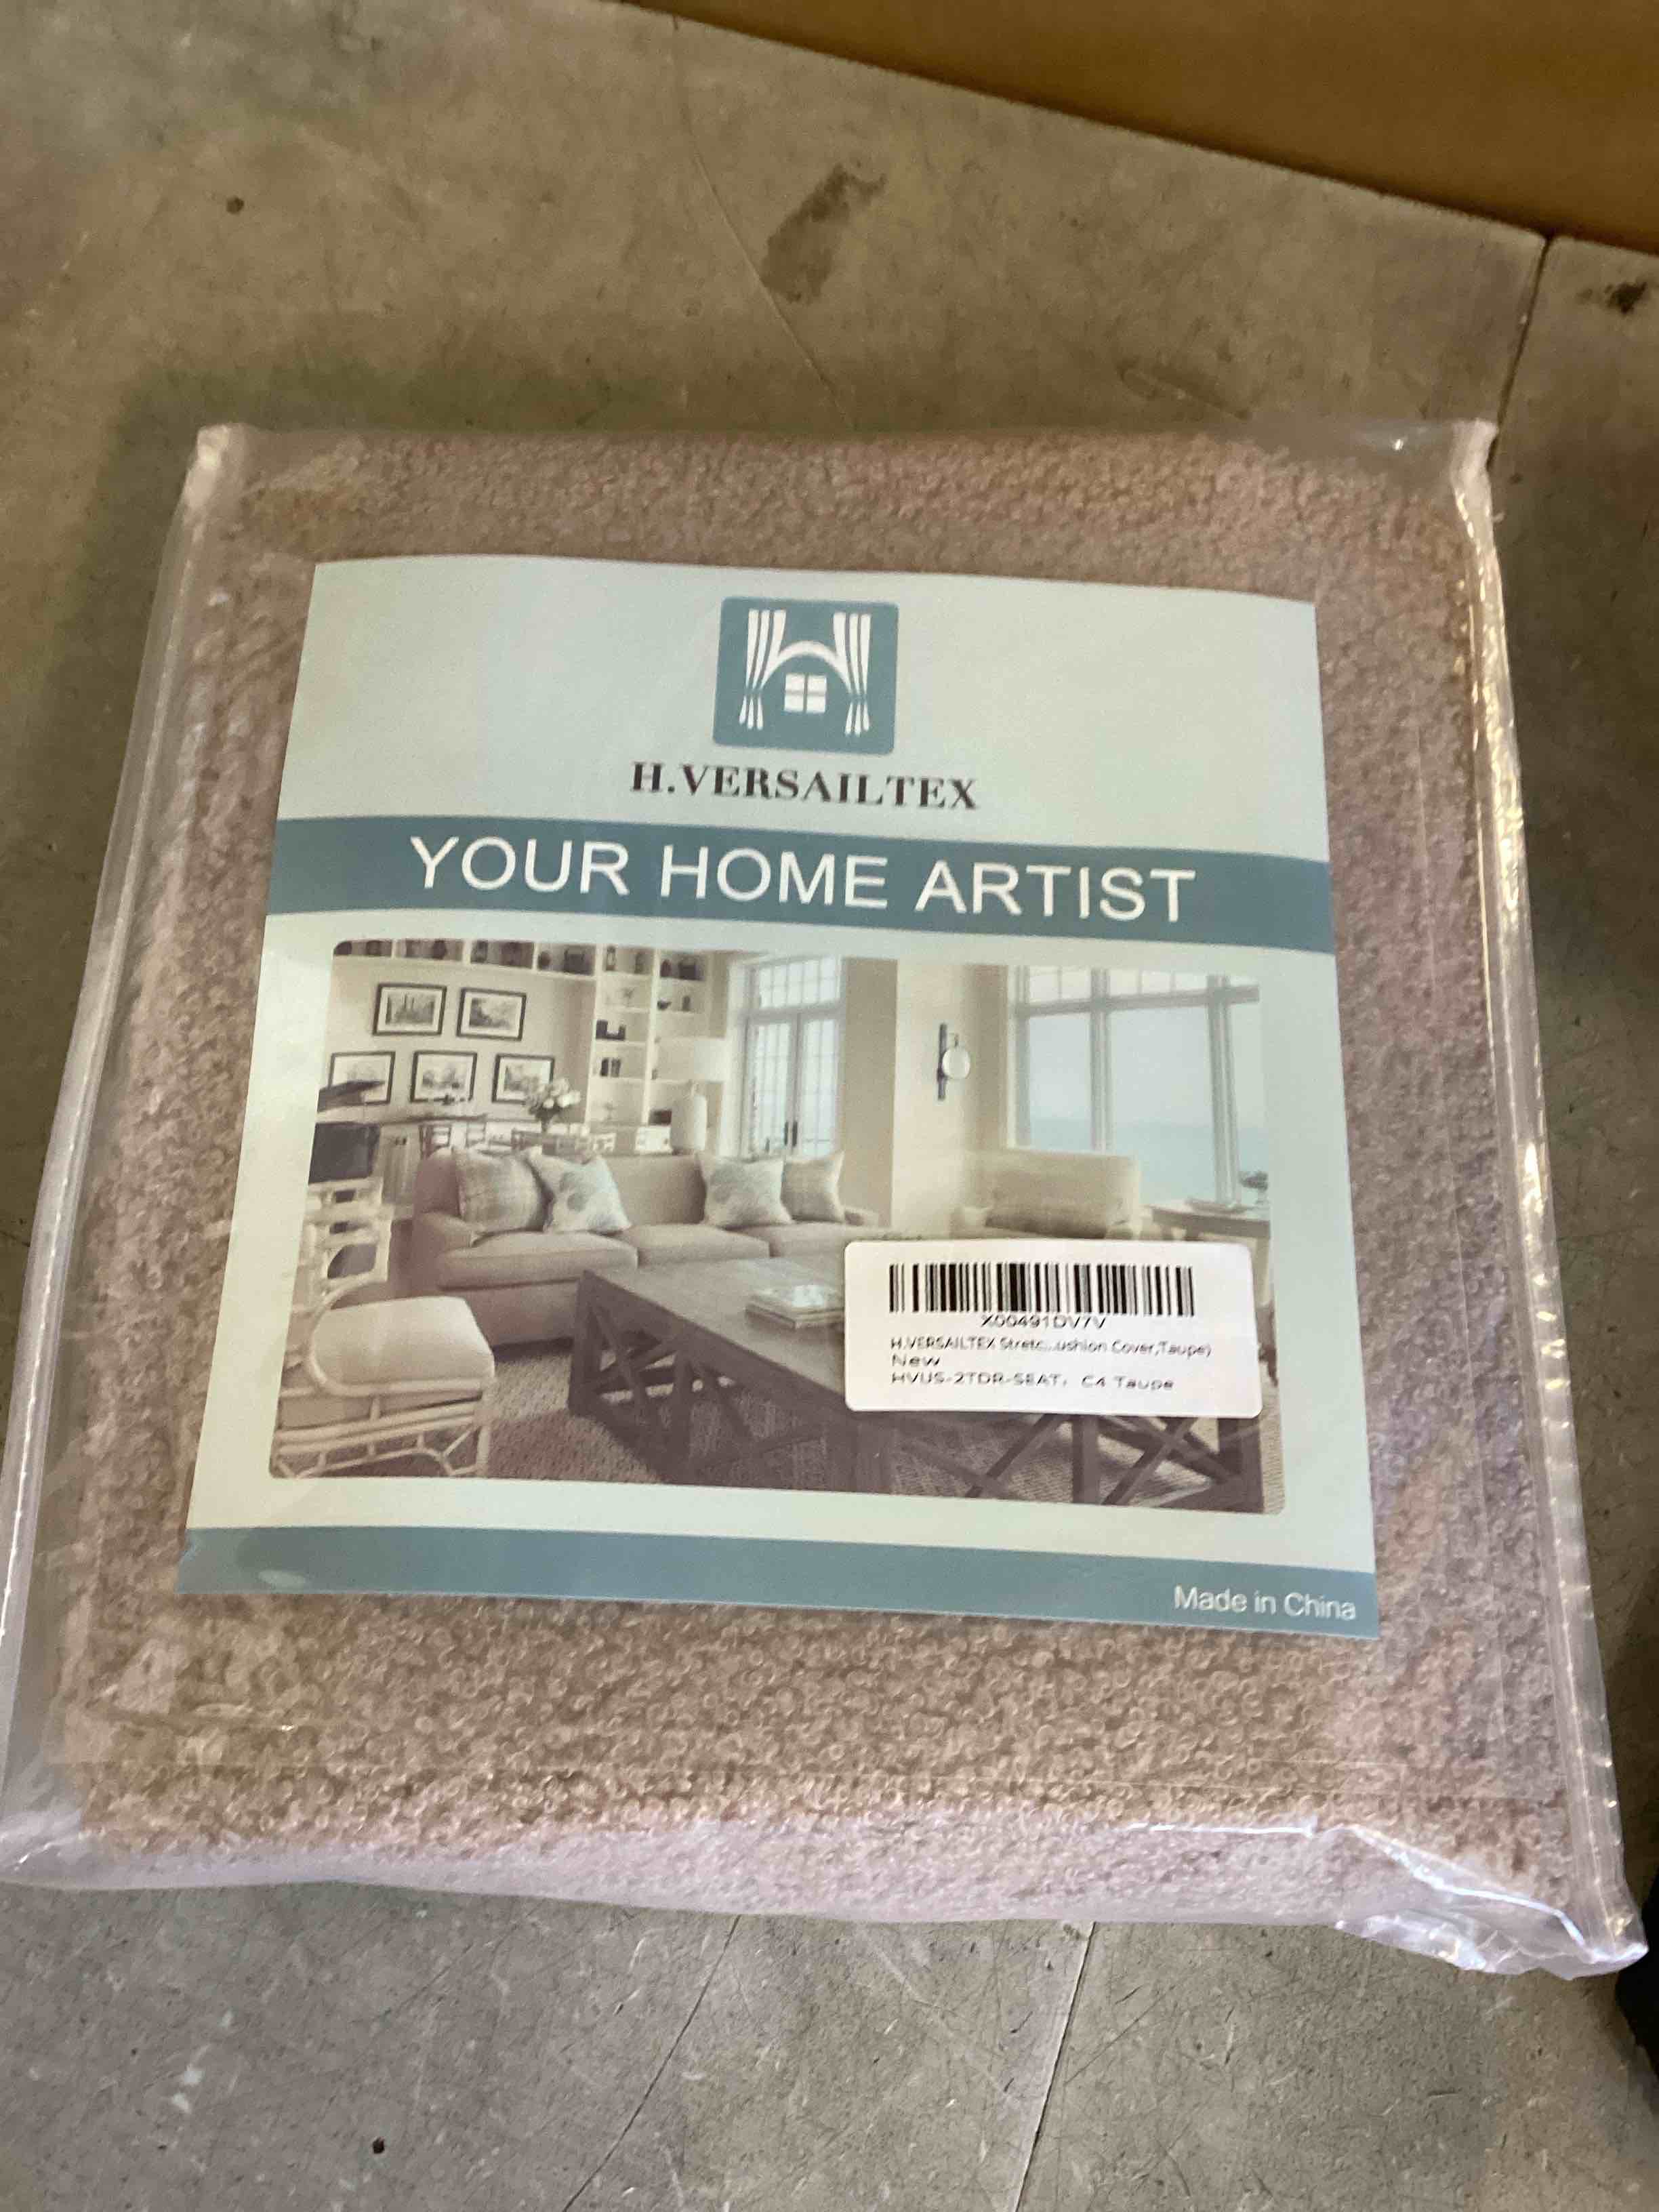 H.VERSAILTEX
YOUR HOME ARTIST
X00491DV7V
H.VERSAILTEX Stretc...ushion Cover,Taupe)
New
HVUS-2TDR-SEAT, C4 Taupe
Made in China